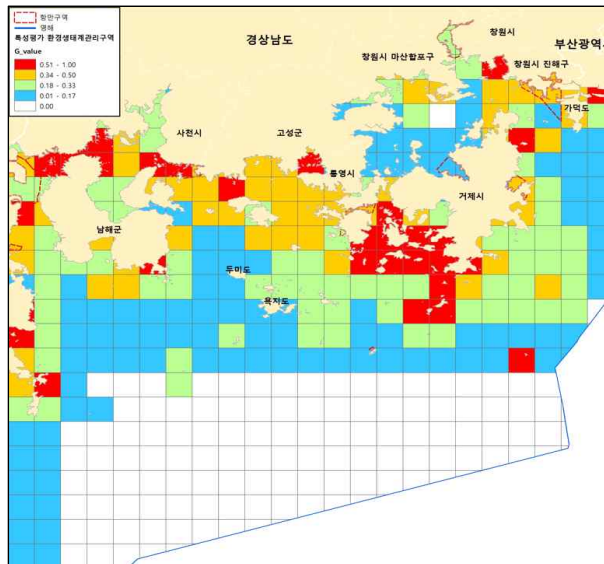 항만구역
영해
특성평가 환경생태계관리구역
G_value
0.51 - 1.00
0.34 - 0.50
0.18 - 0.33
0.01 - 0.17
0.00
경상남도
창원시
부산광역시
창원시 마산합포구
창원시 진해구
가덕도
사천시
고성군
통영시
거제시
남해군
두미도
욕지도